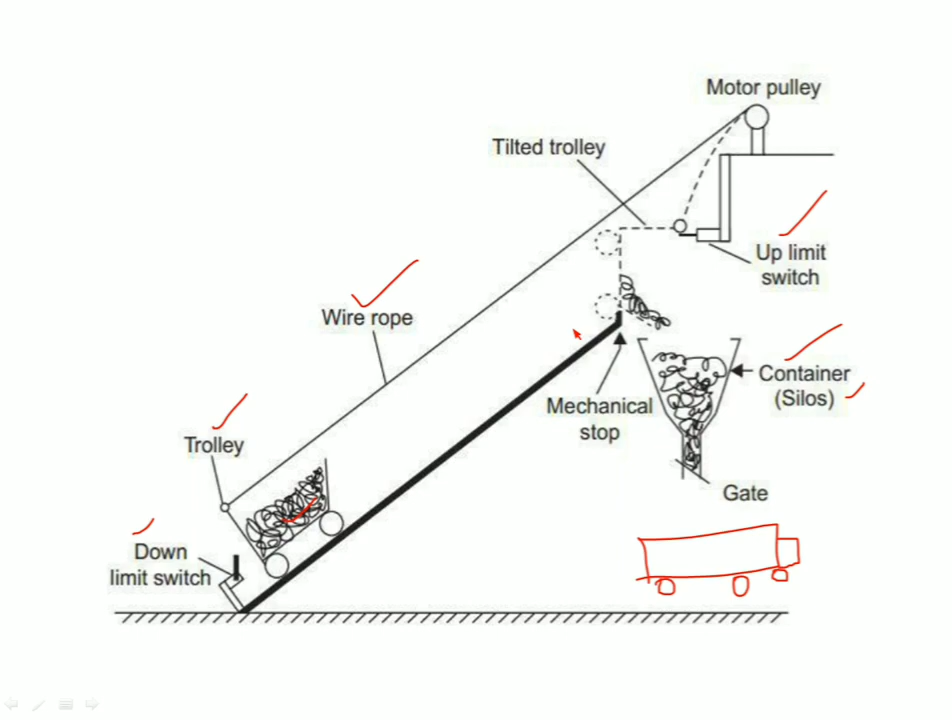 Motor pulley
Tilted trolley
Up limit
switch
Wire rope
Container
(Silos)
Mechanical
stop
Trolley
Gate
Down
limit switch